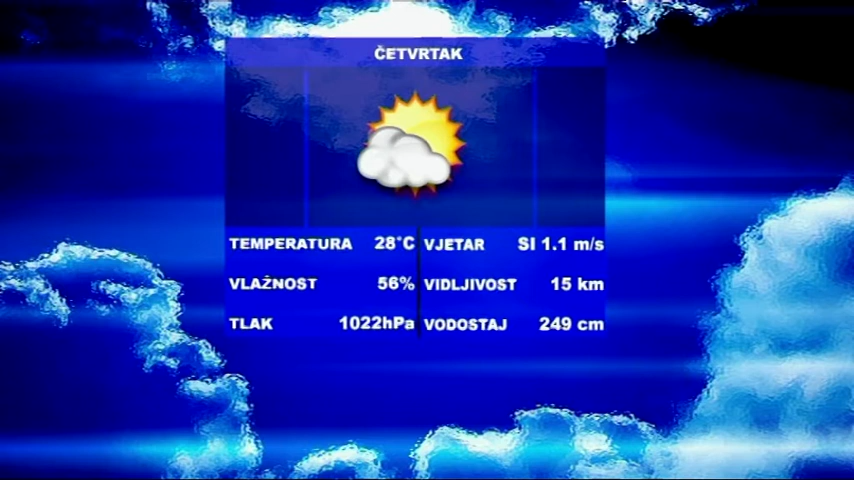 ČETVRTAK
TEMPERATURA 28°C VJETAR SI 1.1 m/s
VLAŽNOST 56% VIDLJIVOST 15 km
TLAK 1022hPa VODOSTAJ 249 cm